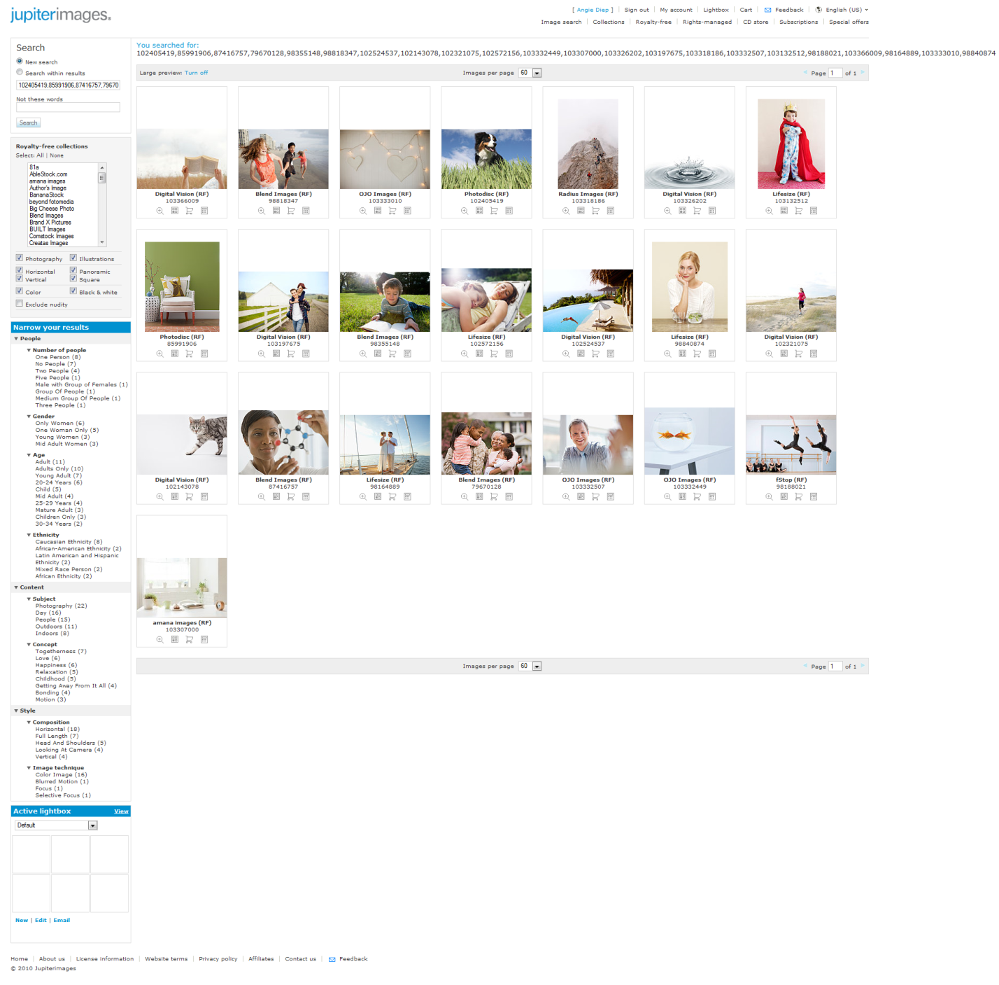 jupiterimages®
[ Angie Diep ] | Sign out | My account | Lightbox | Cart | Feedback | English (US)
Image search | Collections | Royalty-free | Rights-managed | CD store | Subscriptions | Special offers
Search
New search
Search within results
102405419,85991906,87416757,79670
Not these words
Search
You searched for:
102405419,85991906,87416757,79670128,98355148,98818347,102524537,102143078,102321075,102572156,103332449,103307000,103326202,103197675,103318186,103332507,103132512,98188021,103366009,98164889,103333010,98840874
Large preview: Turn off
Images per page 60
Page 1 of 1
Royalty-free collections
Select: All | None
81a
AbleStock.com
amana images
Author's Image
BananaStock
beyond fotomedia
Big Cheese Photo
Blend Images
Brand X Pictures
BUILT Images
Comstock Images
Creatas Images
Photography Illustrations
Horizontal Panoramic
Vertical Square
Color Black & white
Exclude nudity
Narrow your results
People
Number of people
One Person (8)
No People (7)
Two People (4)
Five People (1)
Male with Group of Females (1)
Group Of People (1)
Medium Group Of People (1)
Three People (1)
Gender
Only Women (6)
One Woman Only (5)
Young Women (3)
Mid Adult Women (3)
Age
Adult (11)
Adults Only (10)
Young Adult (7)
20-24 Years (6)
Child (5)
Mid Adult (4)
25-29 Years (4)
Mature Adult (3)
Children Only (3)
30-34 Years (2)
Ethnicity
Caucasian Ethnicity (8)
African-American Ethnicity (2)
Latin American and Hispanic
Ethnicity (2)
Mixed Race Person (2)
African Ethnicity (2)
Content
Subject
Photography (22)
Day (16)
People (15)
Outdoors (11)
Indoors (8)
Concept
Togetherness (7)
Love (6)
Happiness (6)
Relaxation (5)
Childhood (5)
Getting Away From It All (4)
Bonding (4)
Motion (3)
Style
Composition
Horizontal (18)
Full Length (7)
Head And Shoulders (5)
Looking At Camera (4)
Vertical (4)
Image technique
Color Image (16)
Blurred Motion (1)
Focus (1)
Selective Focus (1)
Active lightbox View
Default
New | Edit | Email
Digital Vision (RF)
103366009
Blend Images (RF)
98818347
OJO Images (RF)
103333010
Photodisc (RF)
102405419
Radius Images (RF)
103318186
Digital Vision (RF)
103326202
Lifesize (RF)
103132512
Photodisc (RF)
85991906
Digital Vision (RF)
103197675
Blend Images (RF)
98355148
Lifesize (RF)
102572156
Digital Vision (RF)
102524537
Lifesize (RF)
98840874
Digital Vision (RF)
102321075
Digital Vision (RF)
102143078
Blend Images (RF)
87416757
Lifesize (RF)
98164889
Blend Images (RF)
79670128
OJO Images (RF)
103332507
OJO Images (RF)
103332449
fStop (RF)
98188021
amana images (RF)
103307000
Images per page 60
Page 1 of 1
Home | About us | License information | Website terms | Privacy policy | Affiliates | Contact us | Feedback
© 2010 Jupiterimages